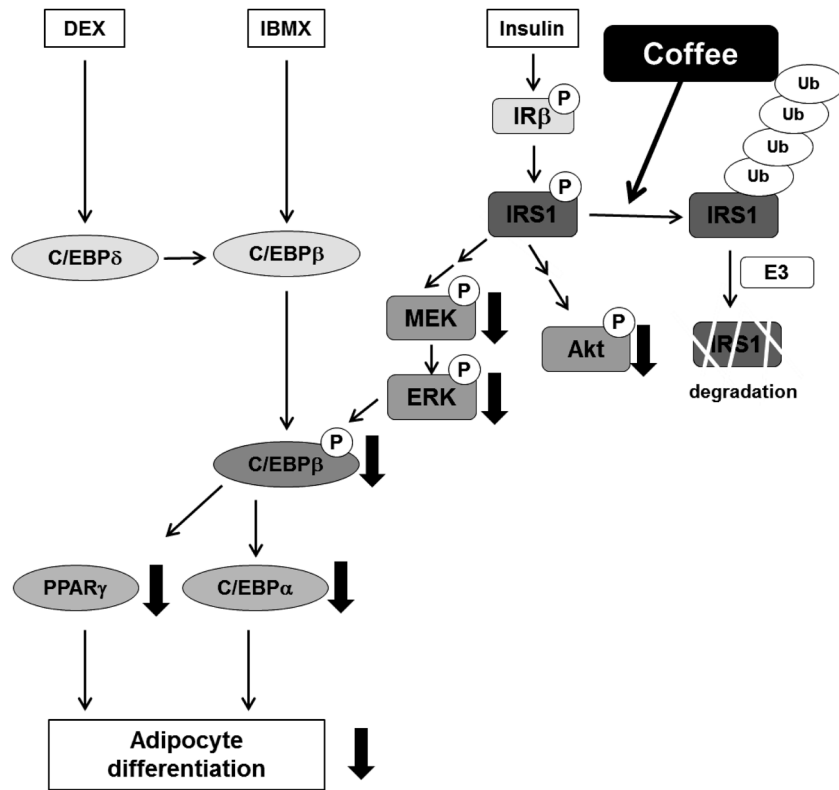 DEX
IBMX
Insulin
Coffee
Ub
Ub
Ub
Ub
P
IRβ
P
IRS1
IRS1
C/EBPδ
C/EBPβ
E3
P
MEK
P
Akt
IRS1
degradation
P
ERK
P
C/EBPβ
PPARγ
C/EBPα
Adipocyte
differentiation